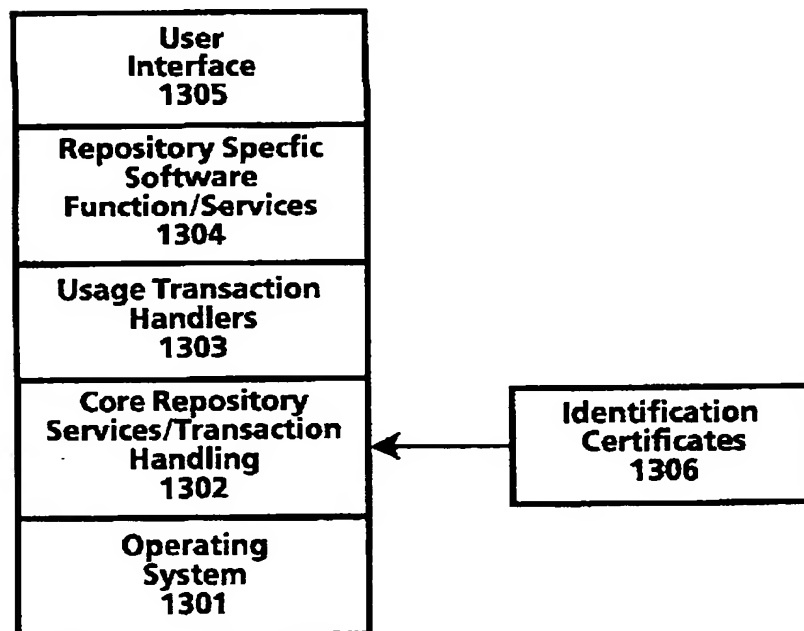 User
Interface
1305
Repository Specfic
Software
Function/Services
1304
Usage Transaction
Handlers
1303
Core Repository
Services/Transaction
Handling
1302
Identification
Certificates
1306
Operating
System
1301